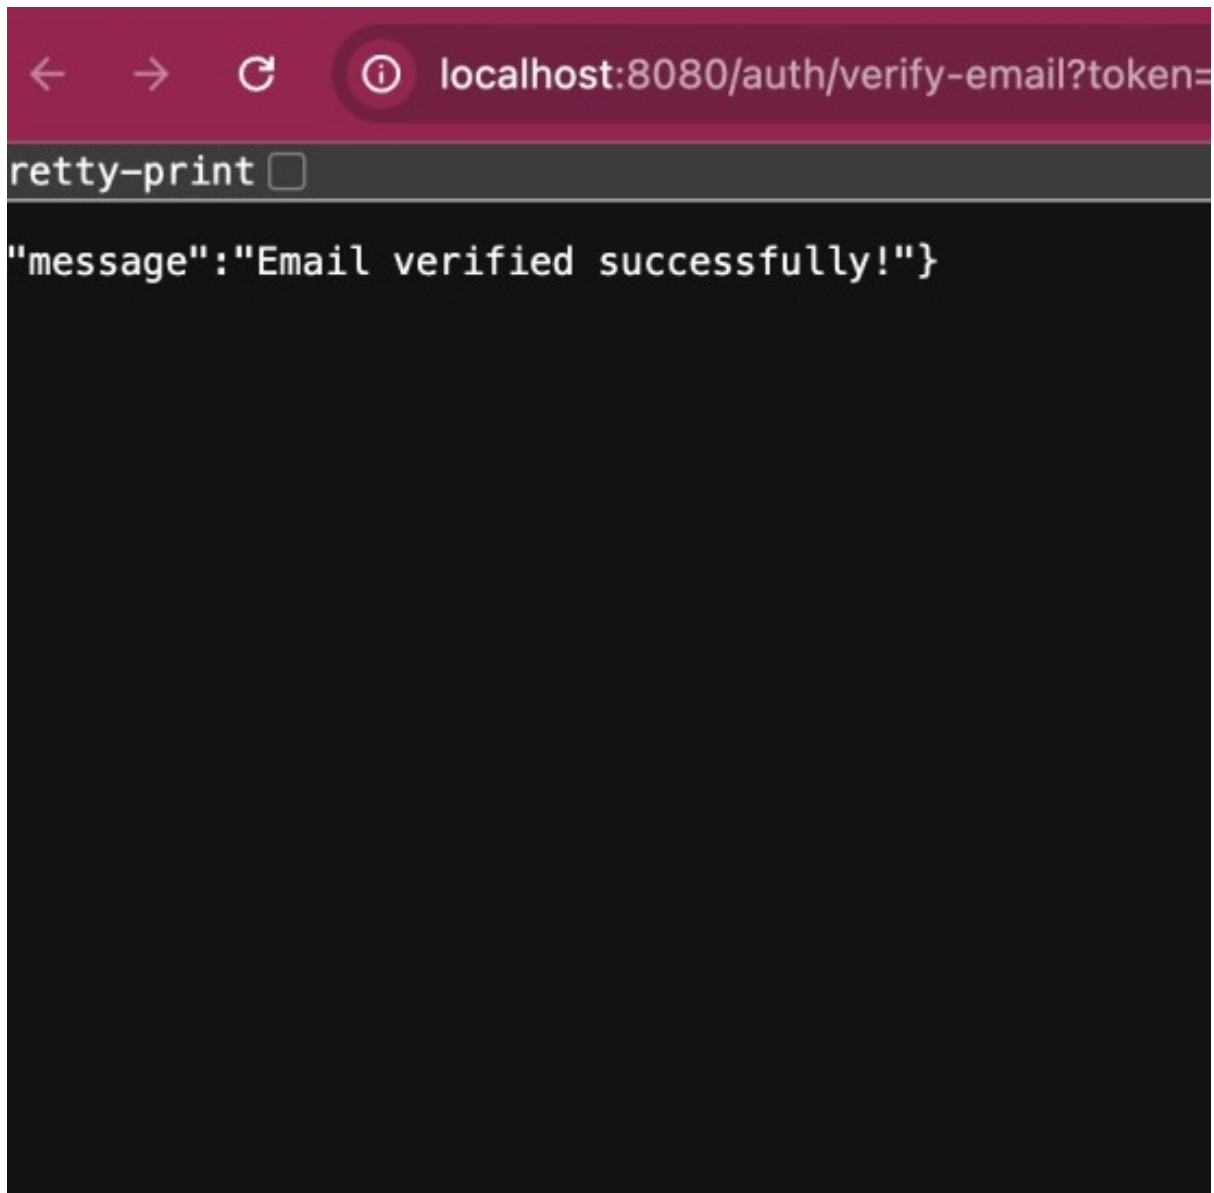 localhost:8080/auth/verify-email?token=
retty-print
"message":"Email verified successfully!"}